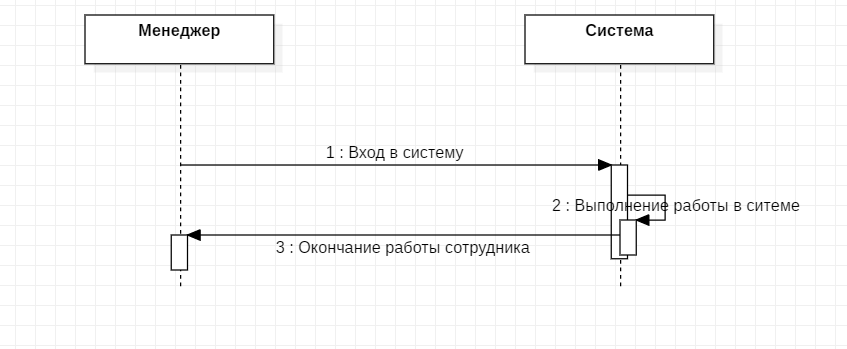 Менеджер
Система
1 : Вход в систему
2 : Выполнение работы в ситеме
3 : Окончание работы сотрудника